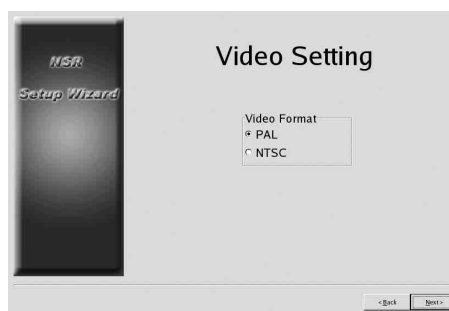 NSR
Setup Wizard
Video Setting
Video Format
PAL
NTSC
< Back
Next >